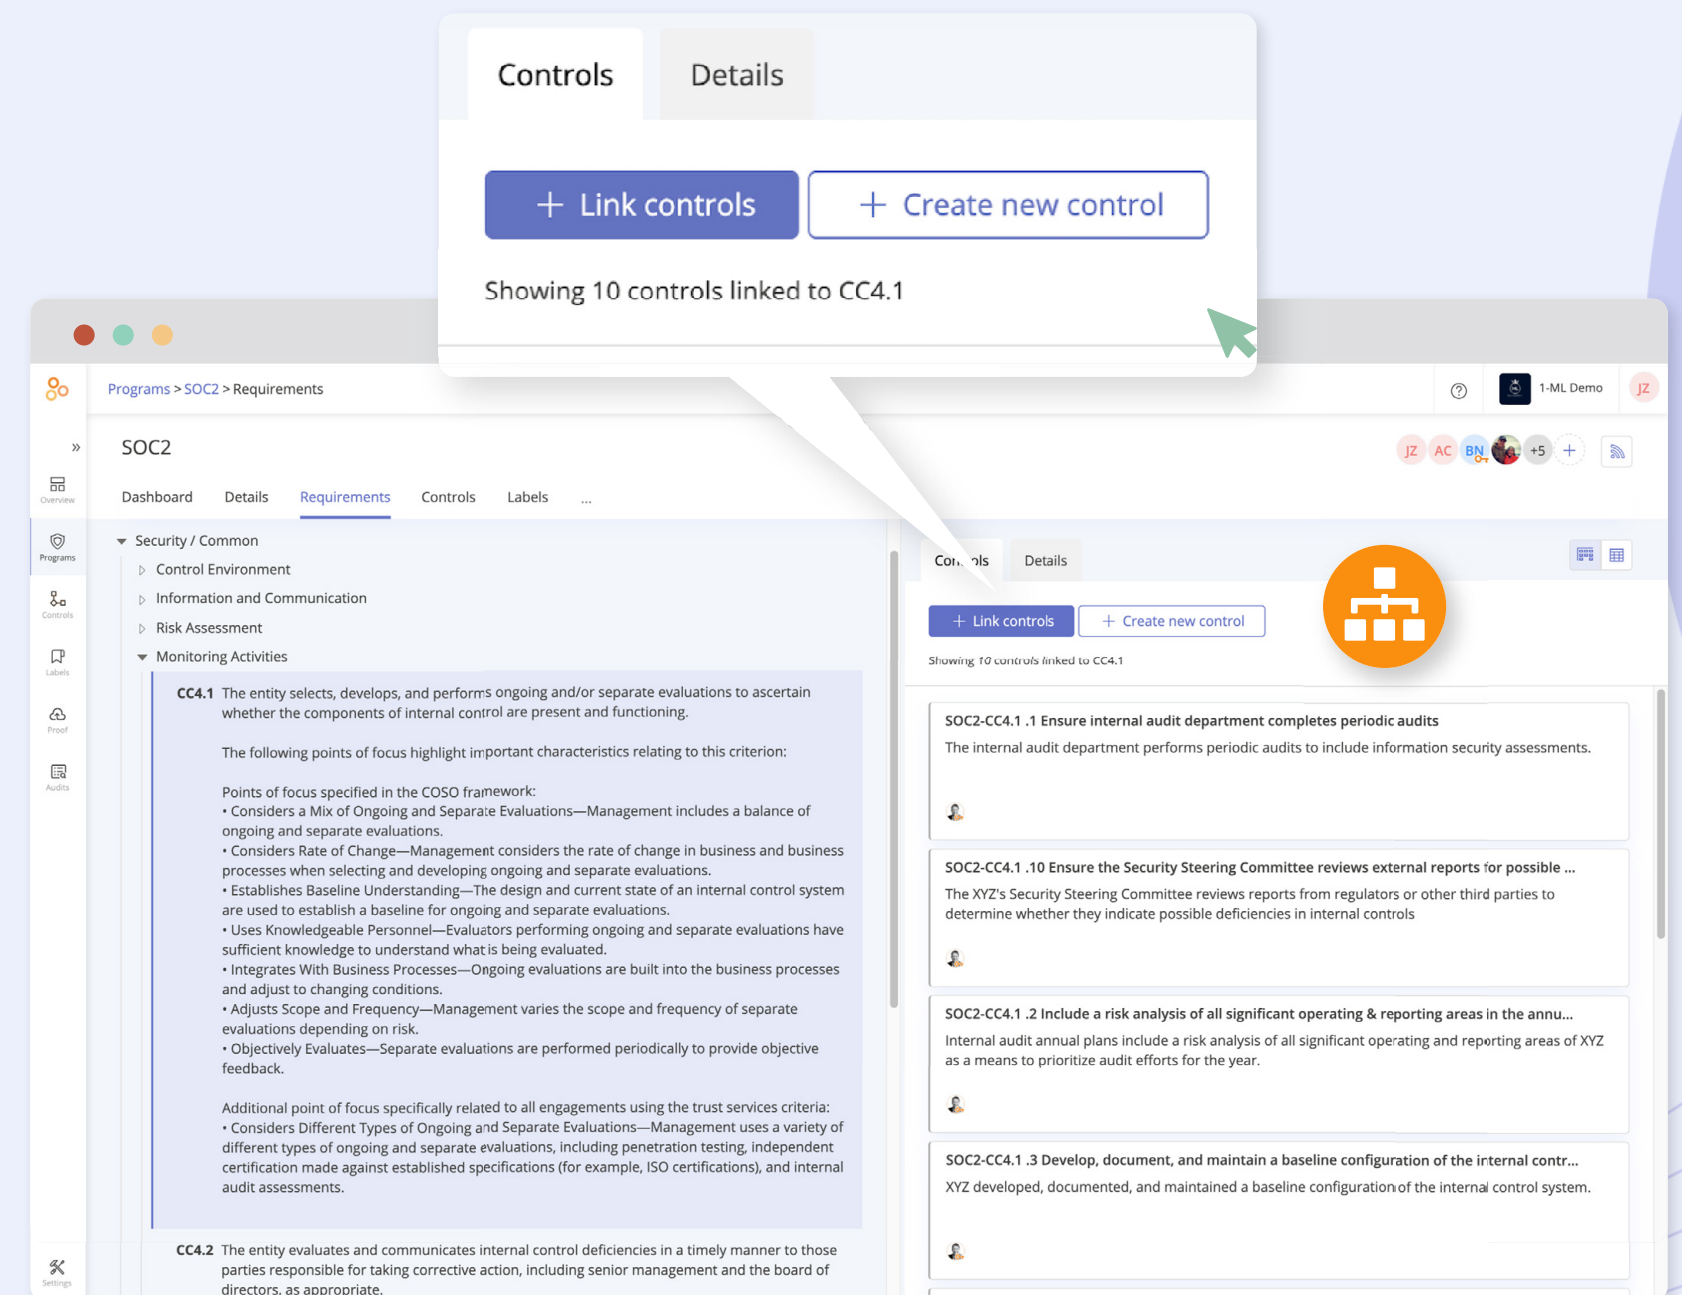 Controls
Details
+ Link controls
+ Create new control
Showing 10 controls linked to CC4.1
Programs > SOC2 > Requirements
1-ML Demo
JZ
»
SOC2
JZ AC BN +5 +
Dashboard Details Requirements Controls Labels ...
Overview
Programs
Controls
Labels
Proof
Audits
Settings
Security / Common
Control Environment
Information and Communication
Risk Assessment
Monitoring Activities
CC4.1 The entity selects, develops, and performs ongoing and/or separate evaluations to ascertain
whether the components of internal control are present and functioning.
The following points of focus highlight important characteristics relating to this criterion:
Points of focus specified in the COSO framework:
• Considers a Mix of Ongoing and Separate Evaluations—Management includes a balance of
ongoing and separate evaluations.
• Considers Rate of Change—Management considers the rate of change in business and business
processes when selecting and developing ongoing and separate evaluations.
• Establishes Baseline Understanding—The design and current state of an internal control system
are used to establish a baseline for ongoing and separate evaluations.
• Uses Knowledgeable Personnel—Evaluators performing ongoing and separate evaluations have
sufficient knowledge to understand what is being evaluated.
• Integrates With Business Processes—Ongoing evaluations are built into the business processes
and adjust to changing conditions.
• Adjusts Scope and Frequency—Management varies the scope and frequency of separate
evaluations depending on risk.
• Objectively Evaluates—Separate evaluations are performed periodically to provide objective
feedback.
Additional point of focus specifically related to all engagements using the trust services criteria:
• Considers Different Types of Ongoing and Separate Evaluations—Management uses a variety of
different types of ongoing and separate evaluations, including penetration testing, independent
certification made against established specifications (for example, ISO certifications), and internal
audit assessments.
CC4.2 The entity evaluates and communicates internal control deficiencies in a timely manner to those
parties responsible for taking corrective action, including senior management and the board of
directors, as appropriate.
Controls
Details
+ Link controls
+ Create new control
Showing 10 controls linked to CC4.1
SOC2-CC4.1 .1 Ensure internal audit department completes periodic audits
The internal audit department performs periodic audits to include information security assessments.
SOC2-CC4.1 .10 Ensure the Security Steering Committee reviews external reports for possible ...
The XYZ's Security Steering Committee reviews reports from regulators or other third parties to
determine whether they indicate possible deficiencies in internal controls
SOC2-CC4.1 .2 Include a risk analysis of all significant operating & reporting areas in the annu...
Internal audit annual plans include a risk analysis of all significant operating and reporting areas of XYZ
as a means to prioritize audit efforts for the year.
SOC2-CC4.1 .3 Develop, document, and maintain a baseline configuration of the internal contr...
XYZ developed, documented, and maintained a baseline configuration of the internal control system.